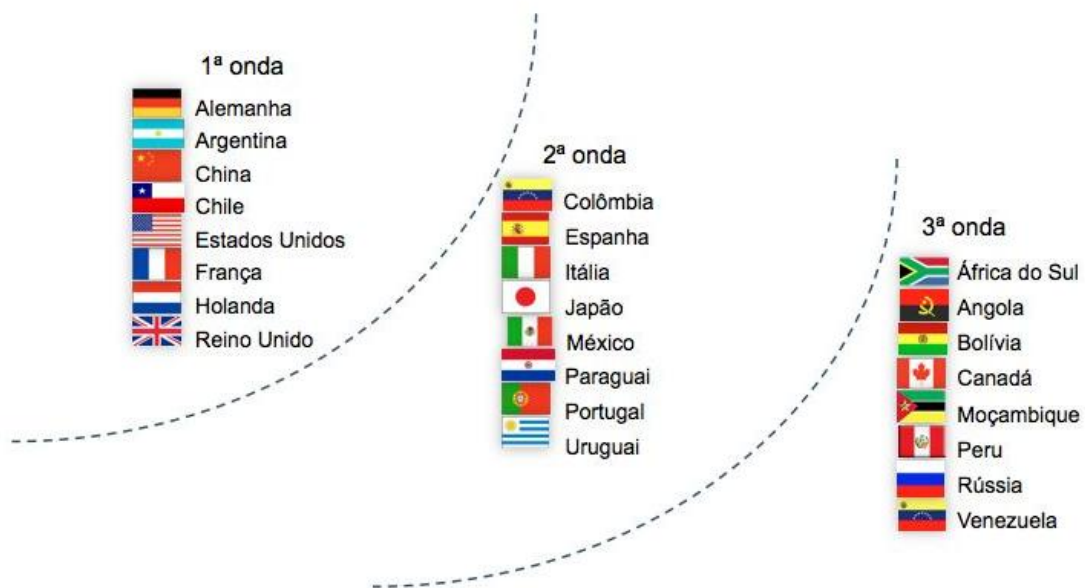 1ª onda
Alemanha
Argentina
China
Chile
Estados Unidos
França
Holanda
Reino Unido
2ª onda
Colômbia
Espanha
Itália
Japão
México
Paraguai
Portugal
Uruguai
3ª onda
África do Sul
Angola
Bolívia
Canadá
Moçambique
Peru
Rússia
Venezuela